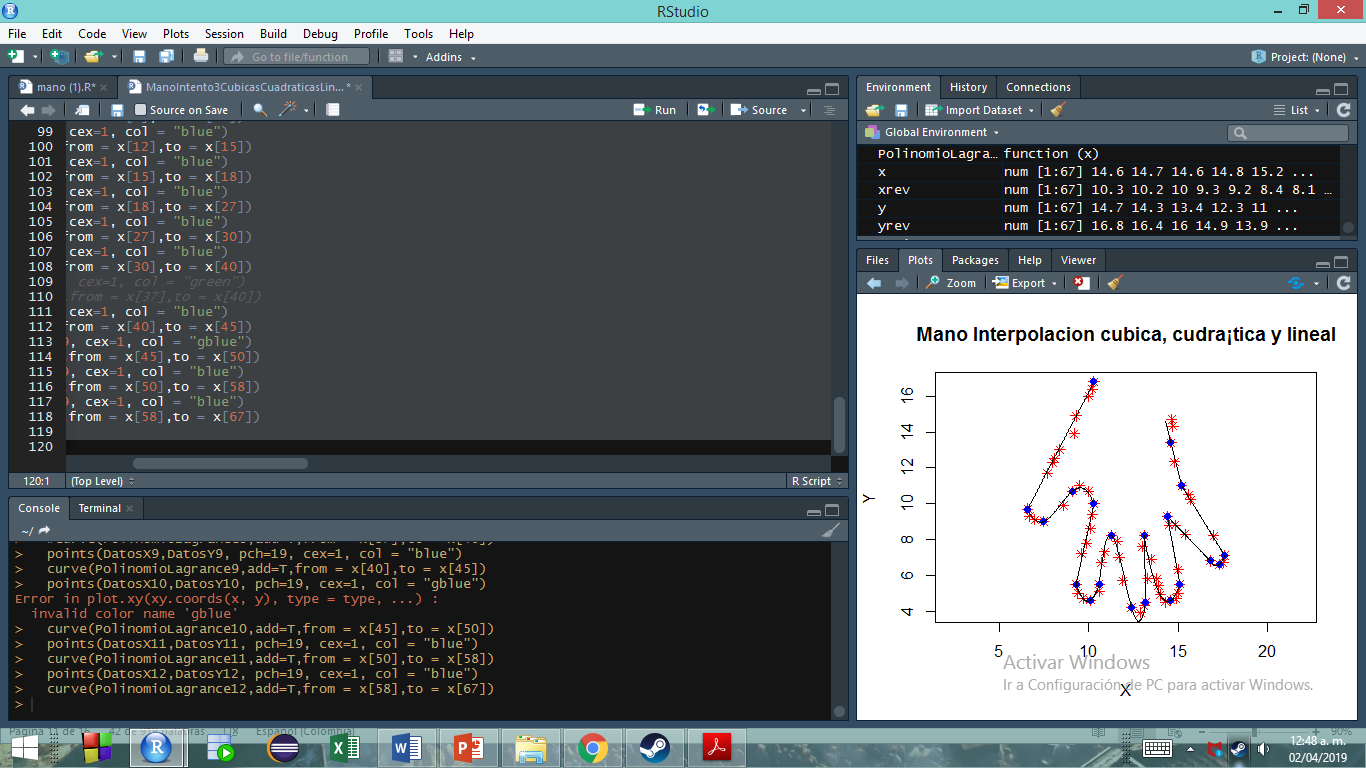 RStudio
File Edit Code View Plots Session Build Debug Profile Tools Help
Go to file/function Addins Project: (None)
mano (1).R* ManoIntento3CubicasCuadraticasLin...*
Source on Save Run Source
99 cex=1, col = "blue")
100 from = x[12],to = x[15])
101 cex=1, col = "blue")
102 from = x[15],to = x[18])
103 cex=1, col = "blue")
104 from = x[18],to = x[27])
105 cex=1, col = "blue")
106 from = x[27],to = x[30])
107 cex=1, col = "blue")
108 from = x[30],to = x[40])
109 cex=1, col = "green")
110 ,from = x[37],to = x[40])
111 cex=1, col = "blue")
112 from = x[40],to = x[45])
113 , cex=1, col = "gblue")
114 ,from = x[45],to = x[50])
115 , cex=1, col = "blue")
116 ,from = x[50],to = x[58])
117 , cex=1, col = "blue")
118 ,from = x[58],to = x[67])
119
120
120:1 (Top Level) R Script
Console Terminal
~/
> points(DatosX9,DatosY9, pch=19, cex=1, col = "blue")
> curve(PolinomioLagrance9,add=T,from = x[40],to = x[45])
> points(DatosX10,DatosY10, pch=19, cex=1, col = "gblue")
Error in plot.xy(xy.coords(x, y), type = type, ...) :
invalid color name 'gblue'
> curve(PolinomioLagrance10,add=T,from = x[45],to = x[50])
> points(DatosX11,DatosY11, pch=19, cex=1, col = "blue")
> curve(PolinomioLagrance11,add=T,from = x[50],to = x[58])
> points(DatosX12,DatosY12, pch=19, cex=1, col = "blue")
> curve(PolinomioLagrance12,add=T,from = x[58],to = x[67])
>
Environment History Connections
Import Dataset List
Global Environment
PolinomioLagra... function (x)
x num [1:67] 14.6 14.7 14.6 14.8 15.2 ...
xrev num [1:67] 10.3 10.2 10 9.3 9.2 8.4 8.1 ...
y num [1:67] 14.7 14.3 13.4 12.3 11 ...
yrev num [1:67] 16.8 16.4 16 14.9 13.9 ...
Files Plots Packages Help Viewer
Zoom Export
Mano Interpolacion cubica, cudra¡tica y lineal
16
14
12
10
8
6
4
Y
5 10 15 20
X
Activar Windows
Ir a Configuración de PC para activar Windows.
Español (Colombia) 90%
12:48 a. m.
02/04/2019